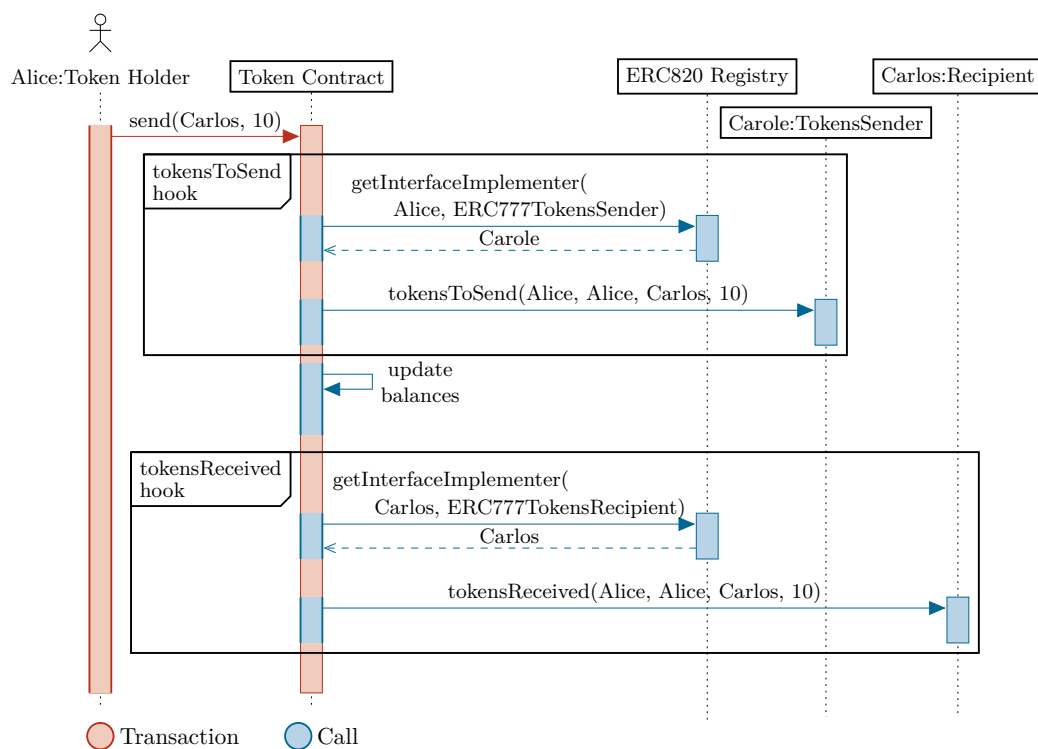 Alice:Token Holder
Token Contract
ERC820 Registry
Carlos:Recipient
Carole:TokensSender
send(Carlos, 10)
tokensToSend
hook
getInterfaceImplementer(
Alice, ERC777TokensSender)
Carole
tokensToSend(Alice, Alice, Carlos, 10)
update
balances
tokensReceived
hook
getInterfaceImplementer(
Carlos, ERC777TokensRecipient)
Carlos
tokensReceived(Alice, Alice, Carlos, 10)
Transaction
Call